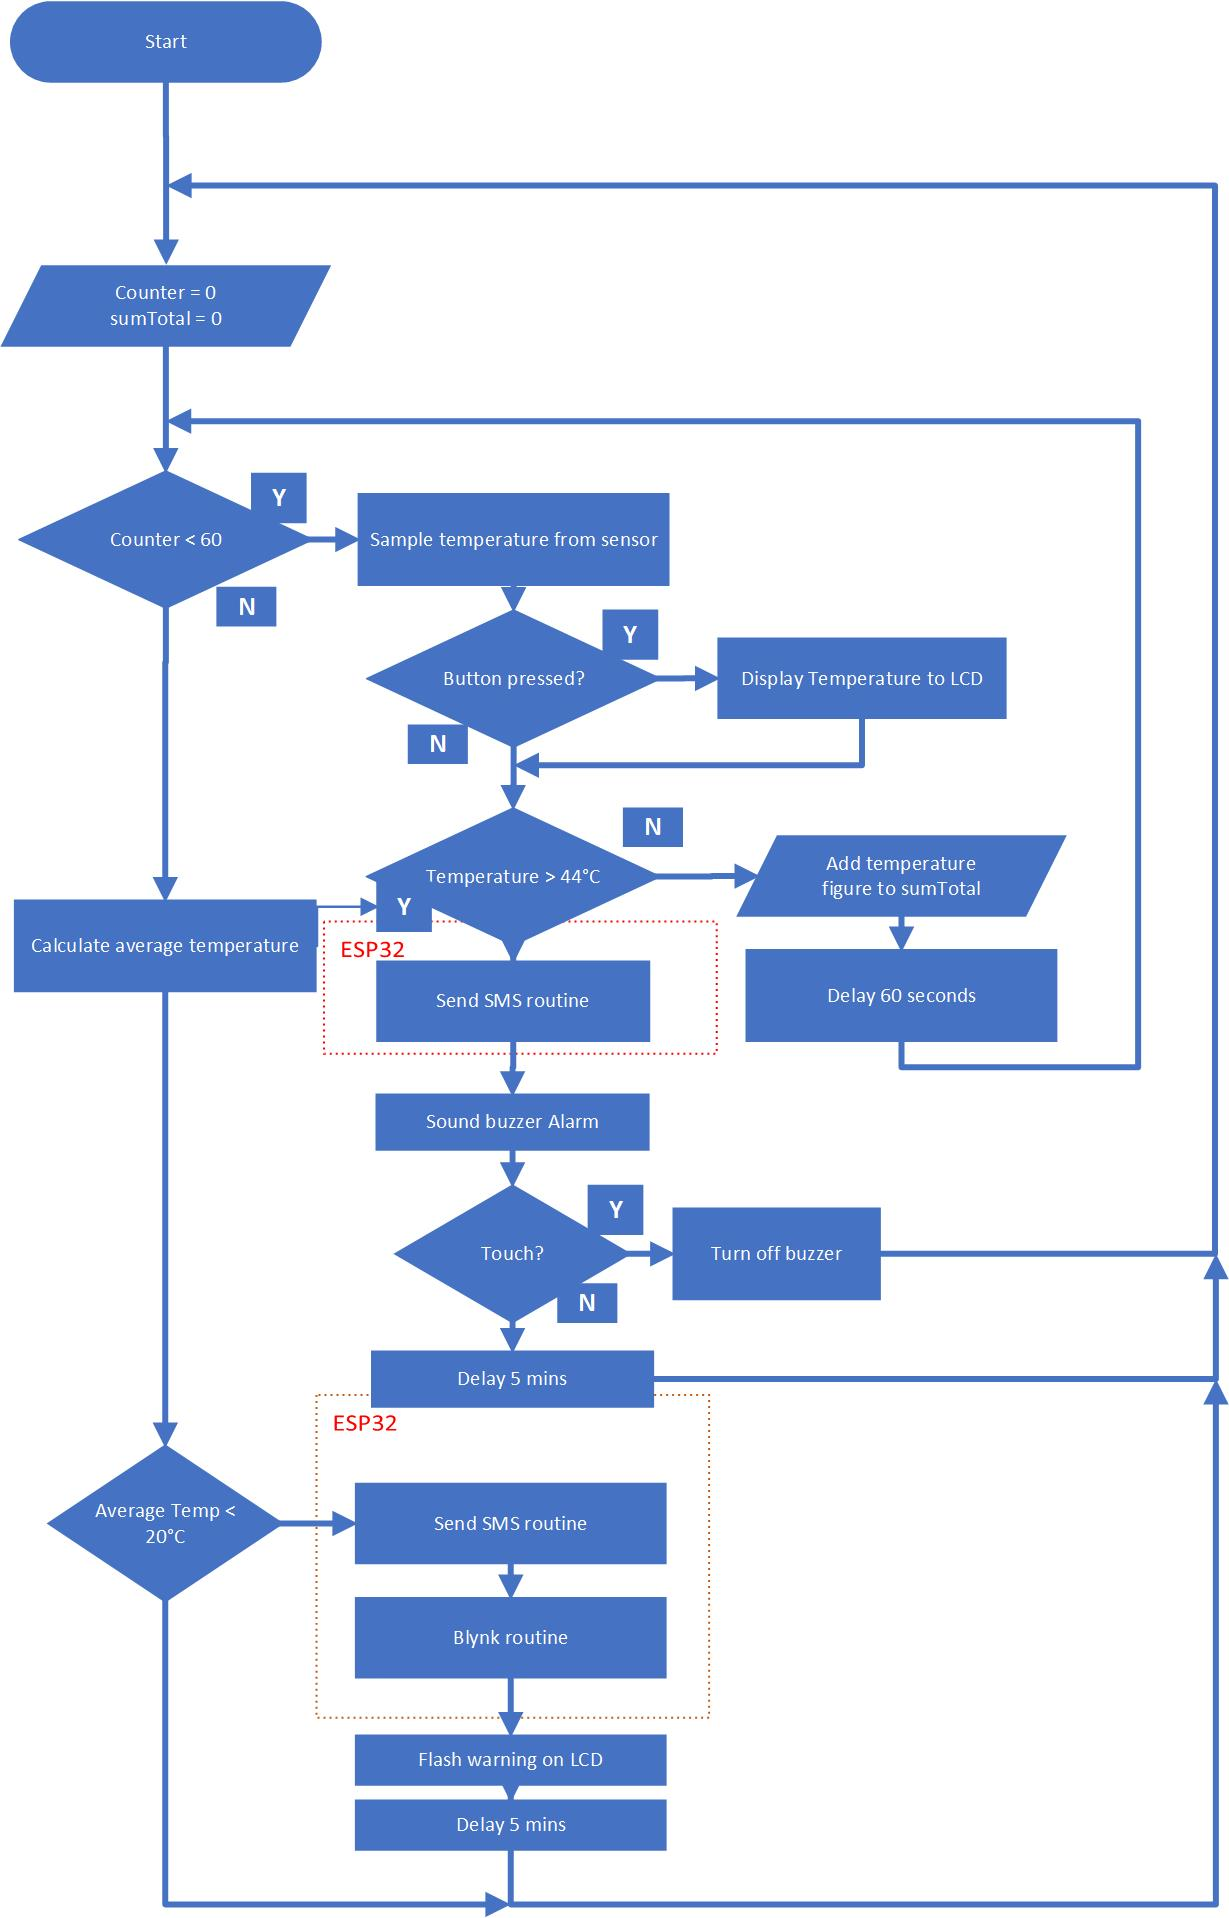 Start
Counter = 0
sumTotal = 0
Y
Counter < 60
Sample temperature from sensor
N
Y
Button pressed?
Display Temperature to LCD
N
N
Temperature > 44°C
Add temperature
figure to sumTotal
Y
Calculate average temperature
ESP32
Send SMS routine
Delay 60 seconds
Sound buzzer Alarm
Y
Touch?
Turn off buzzer
N
Delay 5 mins
ESP32
Average Temp <
20°C
Send SMS routine
Blynk routine
Flash warning on LCD
Delay 5 mins